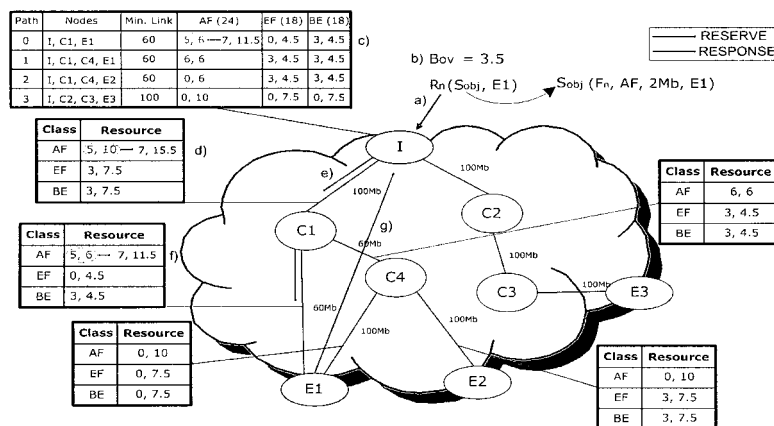 Path Nodes Min. Link AF (24) EF (18) BE (18)
0 I, C1, E1 60 5, 6 — 7, 11.5 0, 4.5 3, 4.5 c)
1 I, C1, C4, E1 60 6, 6 3, 4.5 3, 4.5
2 I, C1, C4, E2 60 0, 6 3, 4.5 3, 4.5
3 I, C2, C3, E3 100 0, 10 0, 7.5 0, 7.5
RESERVE
RESPONSE
b) Bov = 3.5
a) Rn(Sobj, E1) Sobj (Fn, AF, 2Mb, E1)
Class Resource
AF 5, 10 — 7, 15.5 d)
EF 3, 7.5
BE 3, 7.5
I
e)
100Mb
100Mb
Class Resource
AF 6, 6
EF 3, 4.5
BE 3, 4.5
C1
C2
g)
60Mb
100Mb
Class Resource
AF 5, 6 — 7, 11.5 f)
EF 0, 4.5
BE 3, 4.5
C4
C3
100Mb
E3
60Mb
100Mb
100Mb
Class Resource
AF 0, 10
EF 0, 7.5
BE 0, 7.5
E1
E2
Class Resource
AF 0, 10
EF 3, 7.5
BE 3, 7.5